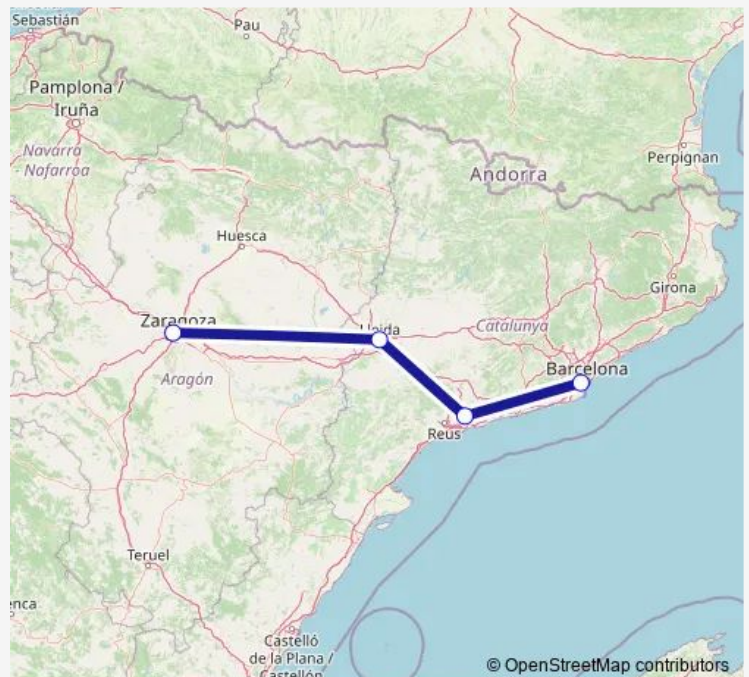 Sebastián
Pau
Pamplona /
Iruña
Navarra
Nafarroa
Perpignan
Andorra
Huesca
Girona
Zaragoza
Lleida
Catalunya
Barcelona
Aragón
Reus
Teruel
enca
Castelló
de la Plana /
Castellón
© OpenStreetMap contributors